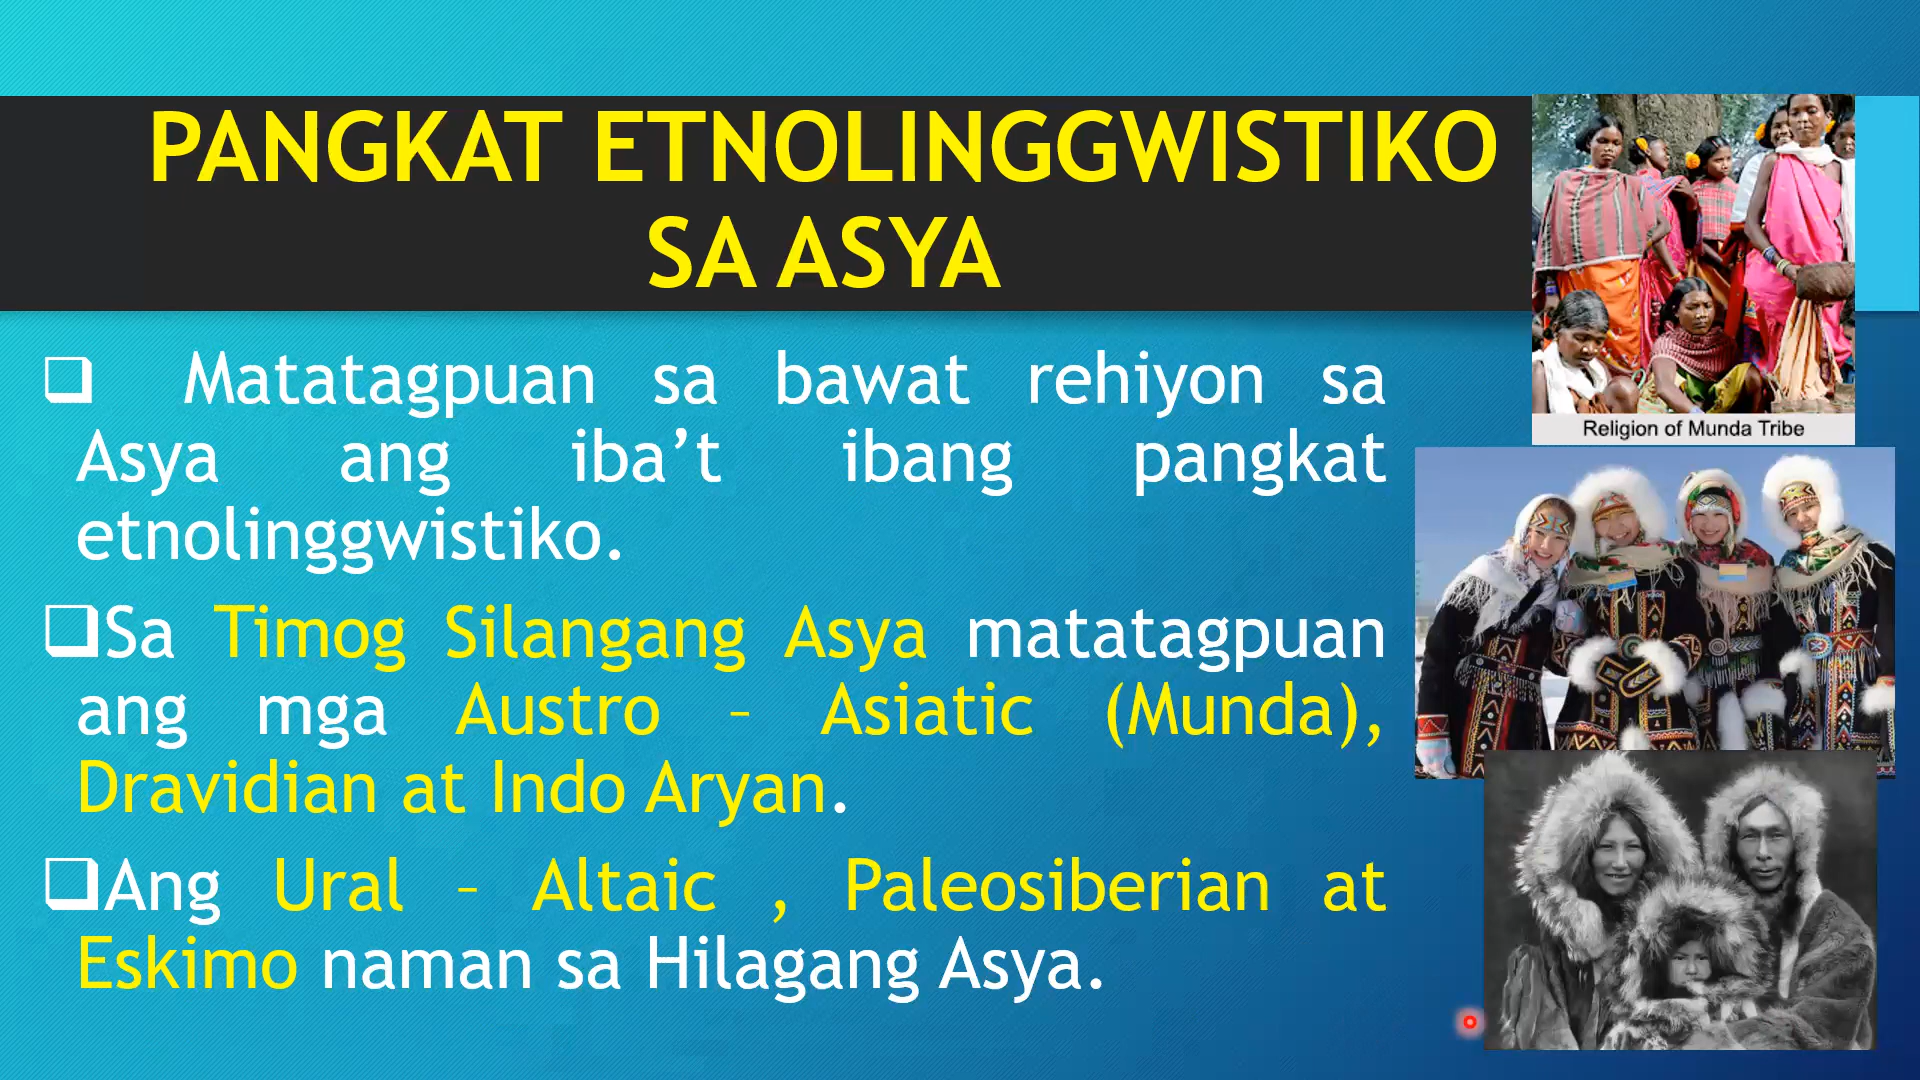 PANGKAT ETNOLINGGWISTIKO
SA ASYA
Matatagpuan sa bawat rehiyon sa
Asya ang iba’t ibang pangkat
etnolinggwistiko.
Sa Timog Silangang Asya matatagpuan
ang mga Austro – Asiatic (Munda),
Dravidian at Indo Aryan.
Ang Ural – Altaic , Paleosiberian at
Eskimo naman sa Hilagang Asya.
Religion of Munda Tribe